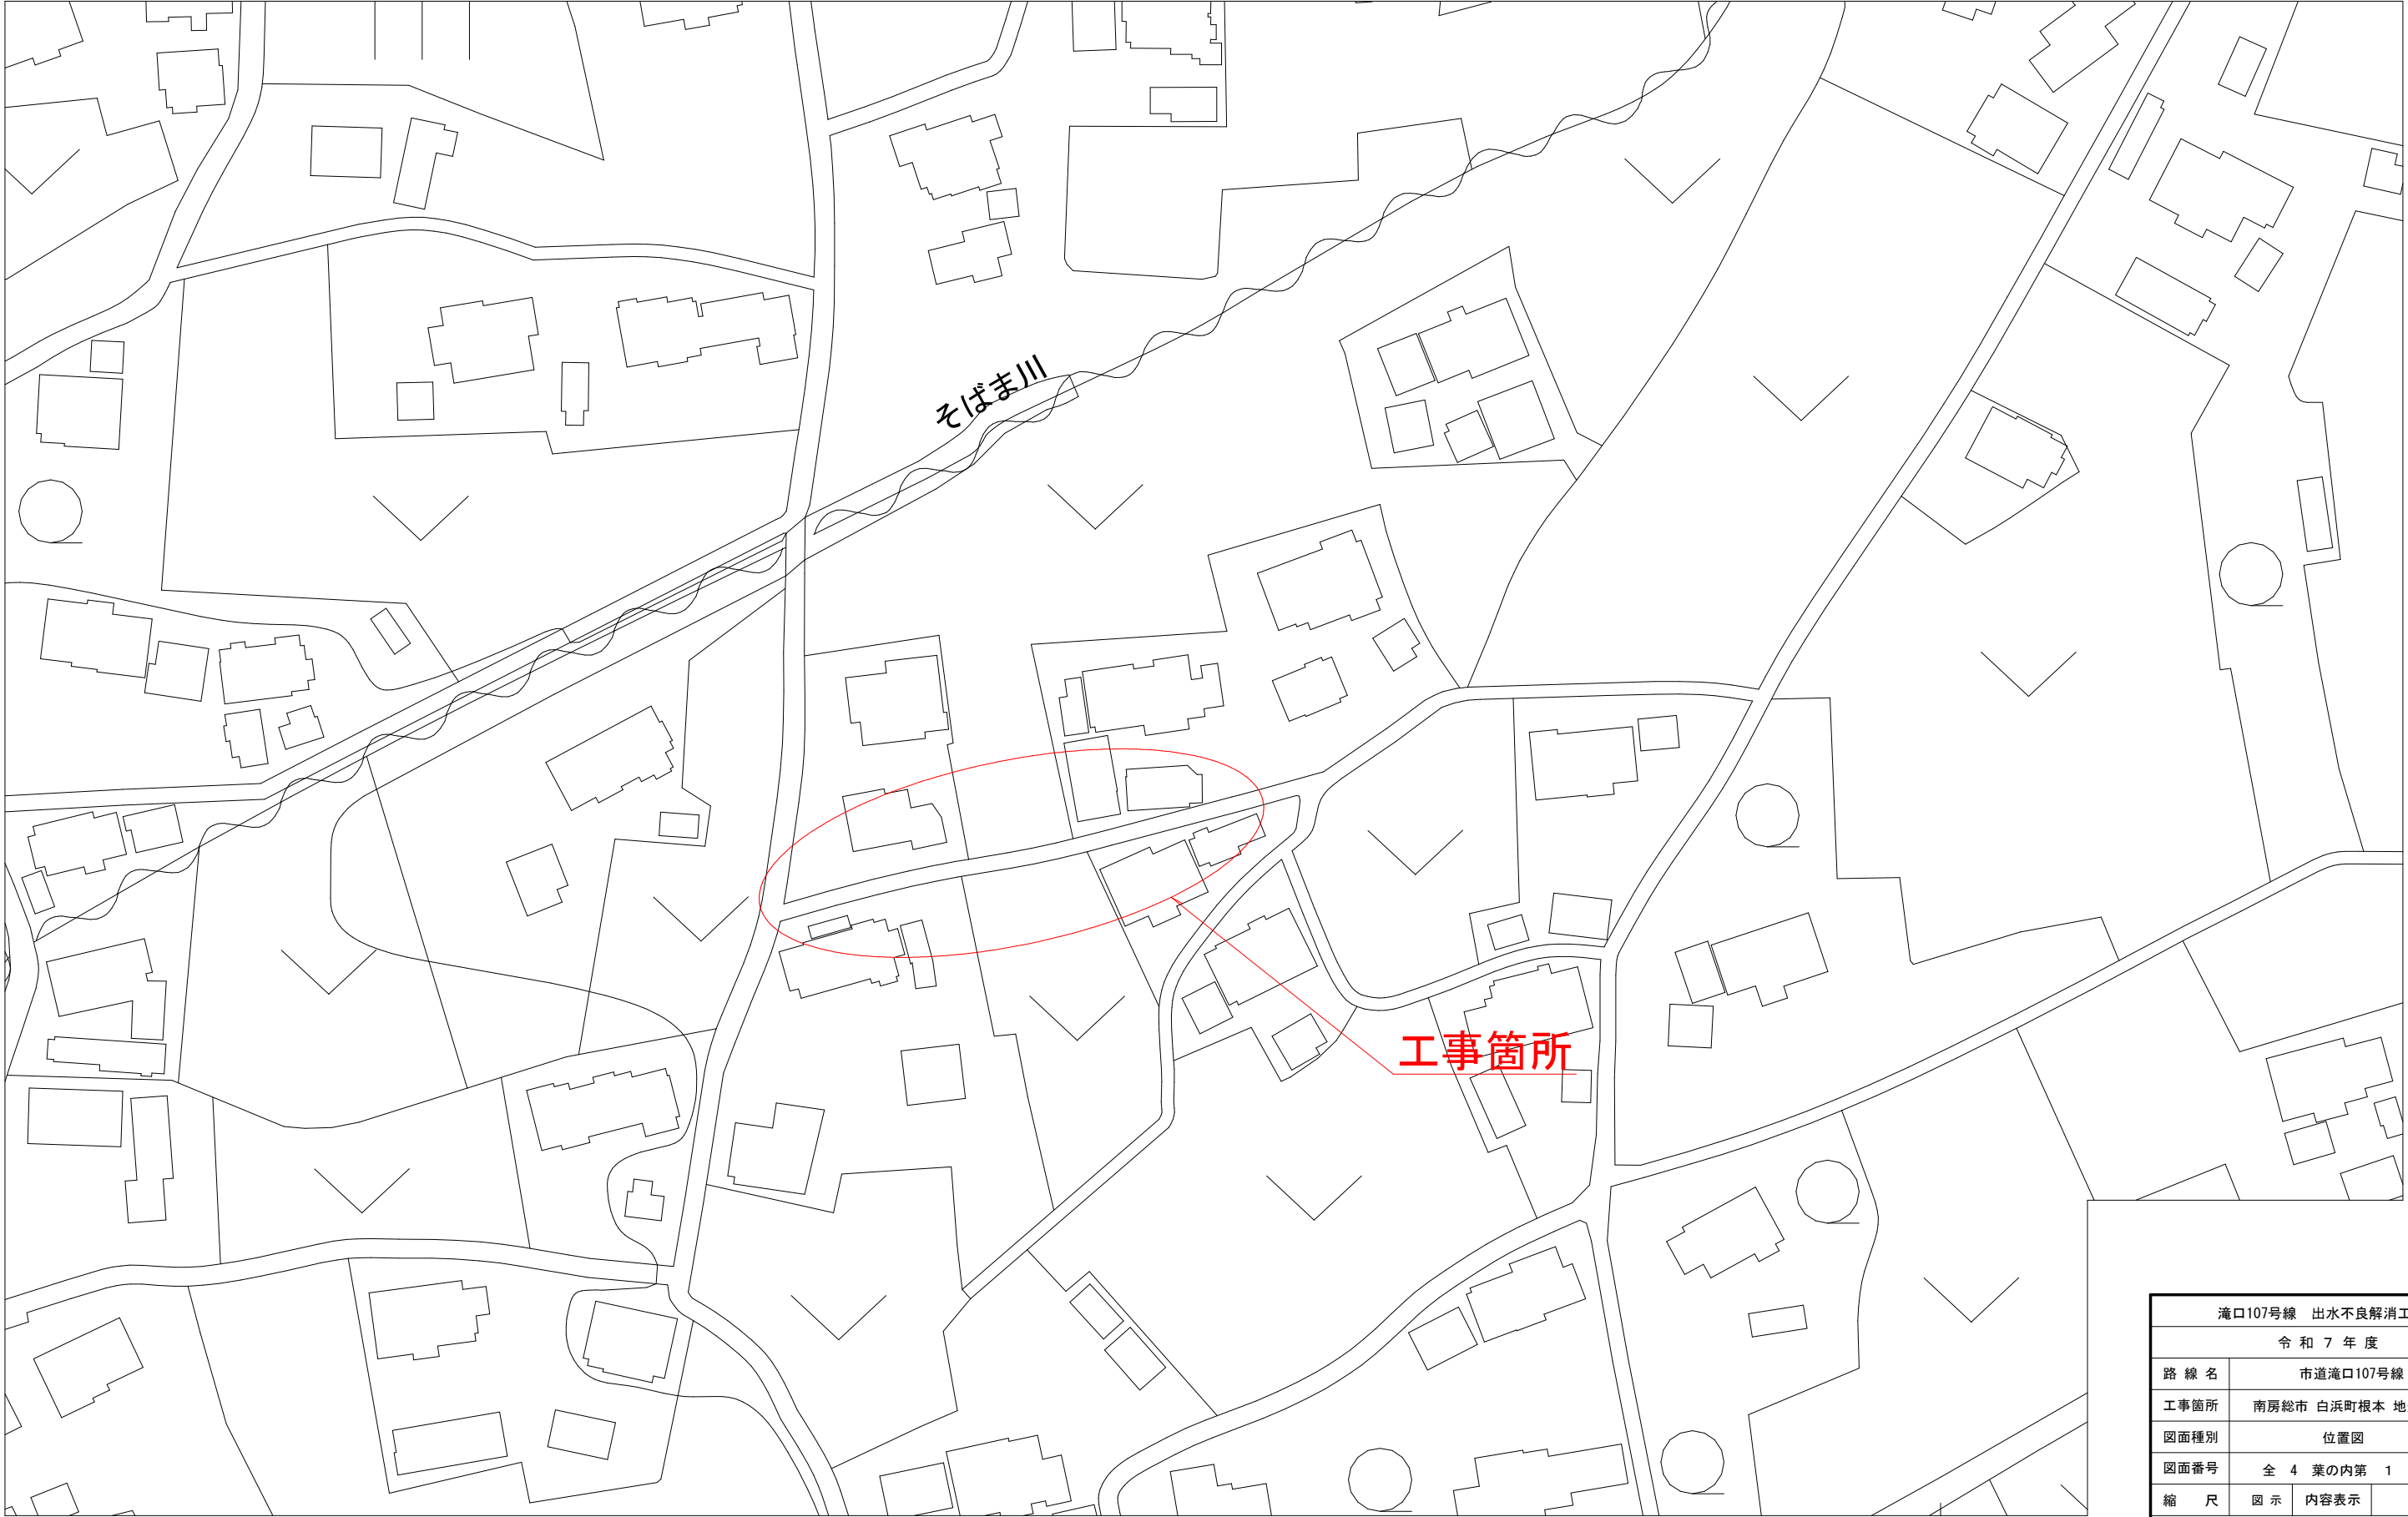 そばま川
工事箇所
滝口107号線 出水不良解消工
令和7年度
路線名 市道滝口107号線
工事箇所 南房総市 白浜町根本 地
図面種別 位置図
図面番号 全 4 葉の内第 1
縮 尺 図示 内容表示